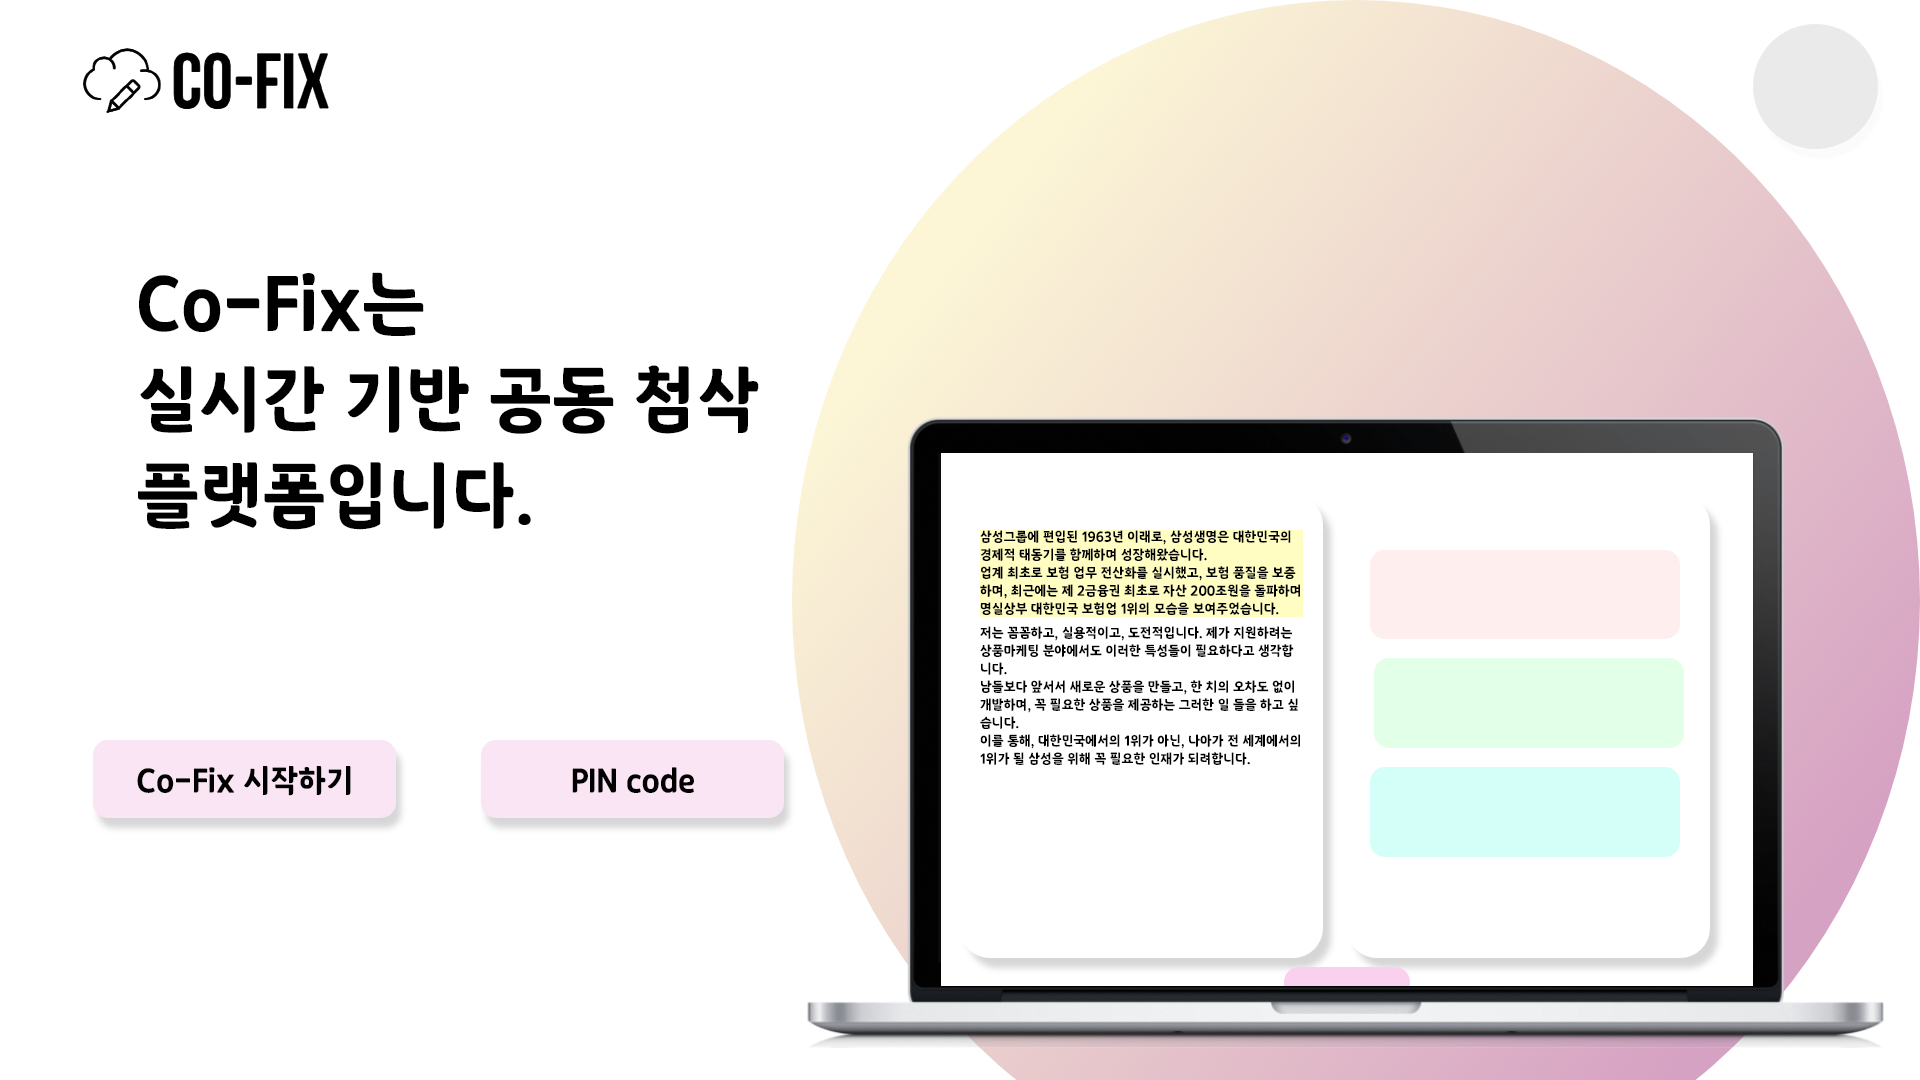 CO-FIX
Co-Fix는
실시간 기반 공동 첨삭
플랫폼입니다.
Co-Fix 시작하기
PIN code
삼성그룹에 편입된 1963년 이래로, 삼성생명은 대한민국의
경제적 태동기를 함께하며 성장해왔습니다.
업계 최초로 보험 업무 전산화를 실시했고, 보험 품질을 보증
하며, 최근에는 제 2금융권 최초로 자산 200조원을 돌파하며
명실상부 대한민국 보험업 1위의 모습을 보여주었습니다.
저는 꼼꼼하고, 실용적이고, 도전적입니다. 제가 지원하려는
상품마케팅 분야에서도 이러한 특성들이 필요하다고 생각합
니다.
남들보다 앞서서 새로운 상품을 만들고, 한 치의 오차도 없이
개발하며, 꼭 필요한 상품을 제공하는 그러한 일 들을 하고 싶
습니다.
이를 통해, 대한민국에서의 1위가 아닌, 나아가 전 세계에서의
1위가 될 삼성을 위해 꼭 필요한 인재가 되려합니다.